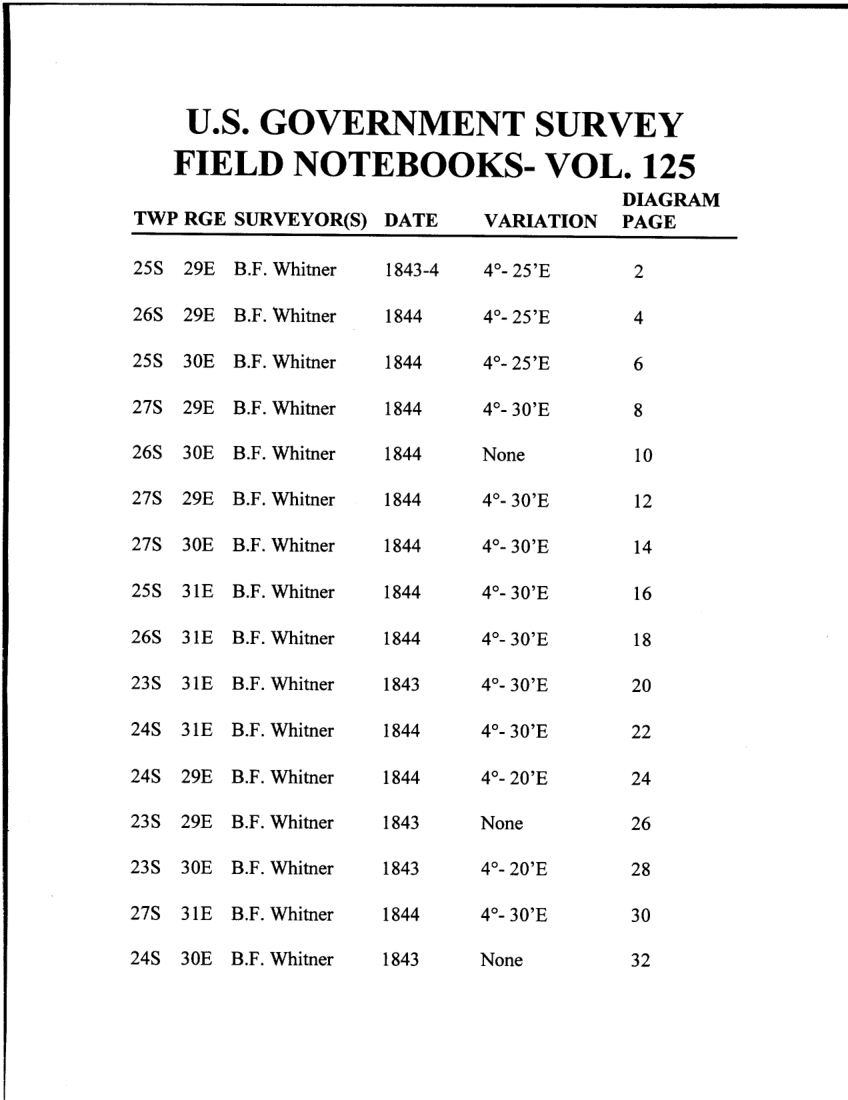 U.S. GOVERNMENT SURVEY
FIELD NOTEBOOKS- VOL. 125
TWP RGE SURVEYOR(S) DATE VARIATION DIAGRAM PAGE
25S 29E B.F. Whitner 1843-4 4°- 25'E 2
26S 29E B.F. Whitner 1844 4°- 25'E 4
25S 30E B.F. Whitner 1844 4°- 25'E 6
27S 29E B.F. Whitner 1844 4°- 30'E 8
26S 30E B.F. Whitner 1844 None 10
27S 29E B.F. Whitner 1844 4°- 30'E 12
27S 30E B.F. Whitner 1844 4°- 30'E 14
25S 31E B.F. Whitner 1844 4°- 30'E 16
26S 31E B.F. Whitner 1844 4°- 30'E 18
23S 31E B.F. Whitner 1843 4°- 30'E 20
24S 31E B.F. Whitner 1844 4°- 30'E 22
24S 29E B.F. Whitner 1844 4°- 20'E 24
23S 29E B.F. Whitner 1843 None 26
23S 30E B.F. Whitner 1843 4°- 20'E 28
27S 31E B.F. Whitner 1844 4°- 30'E 30
24S 30E B.F. Whitner 1843 None 32